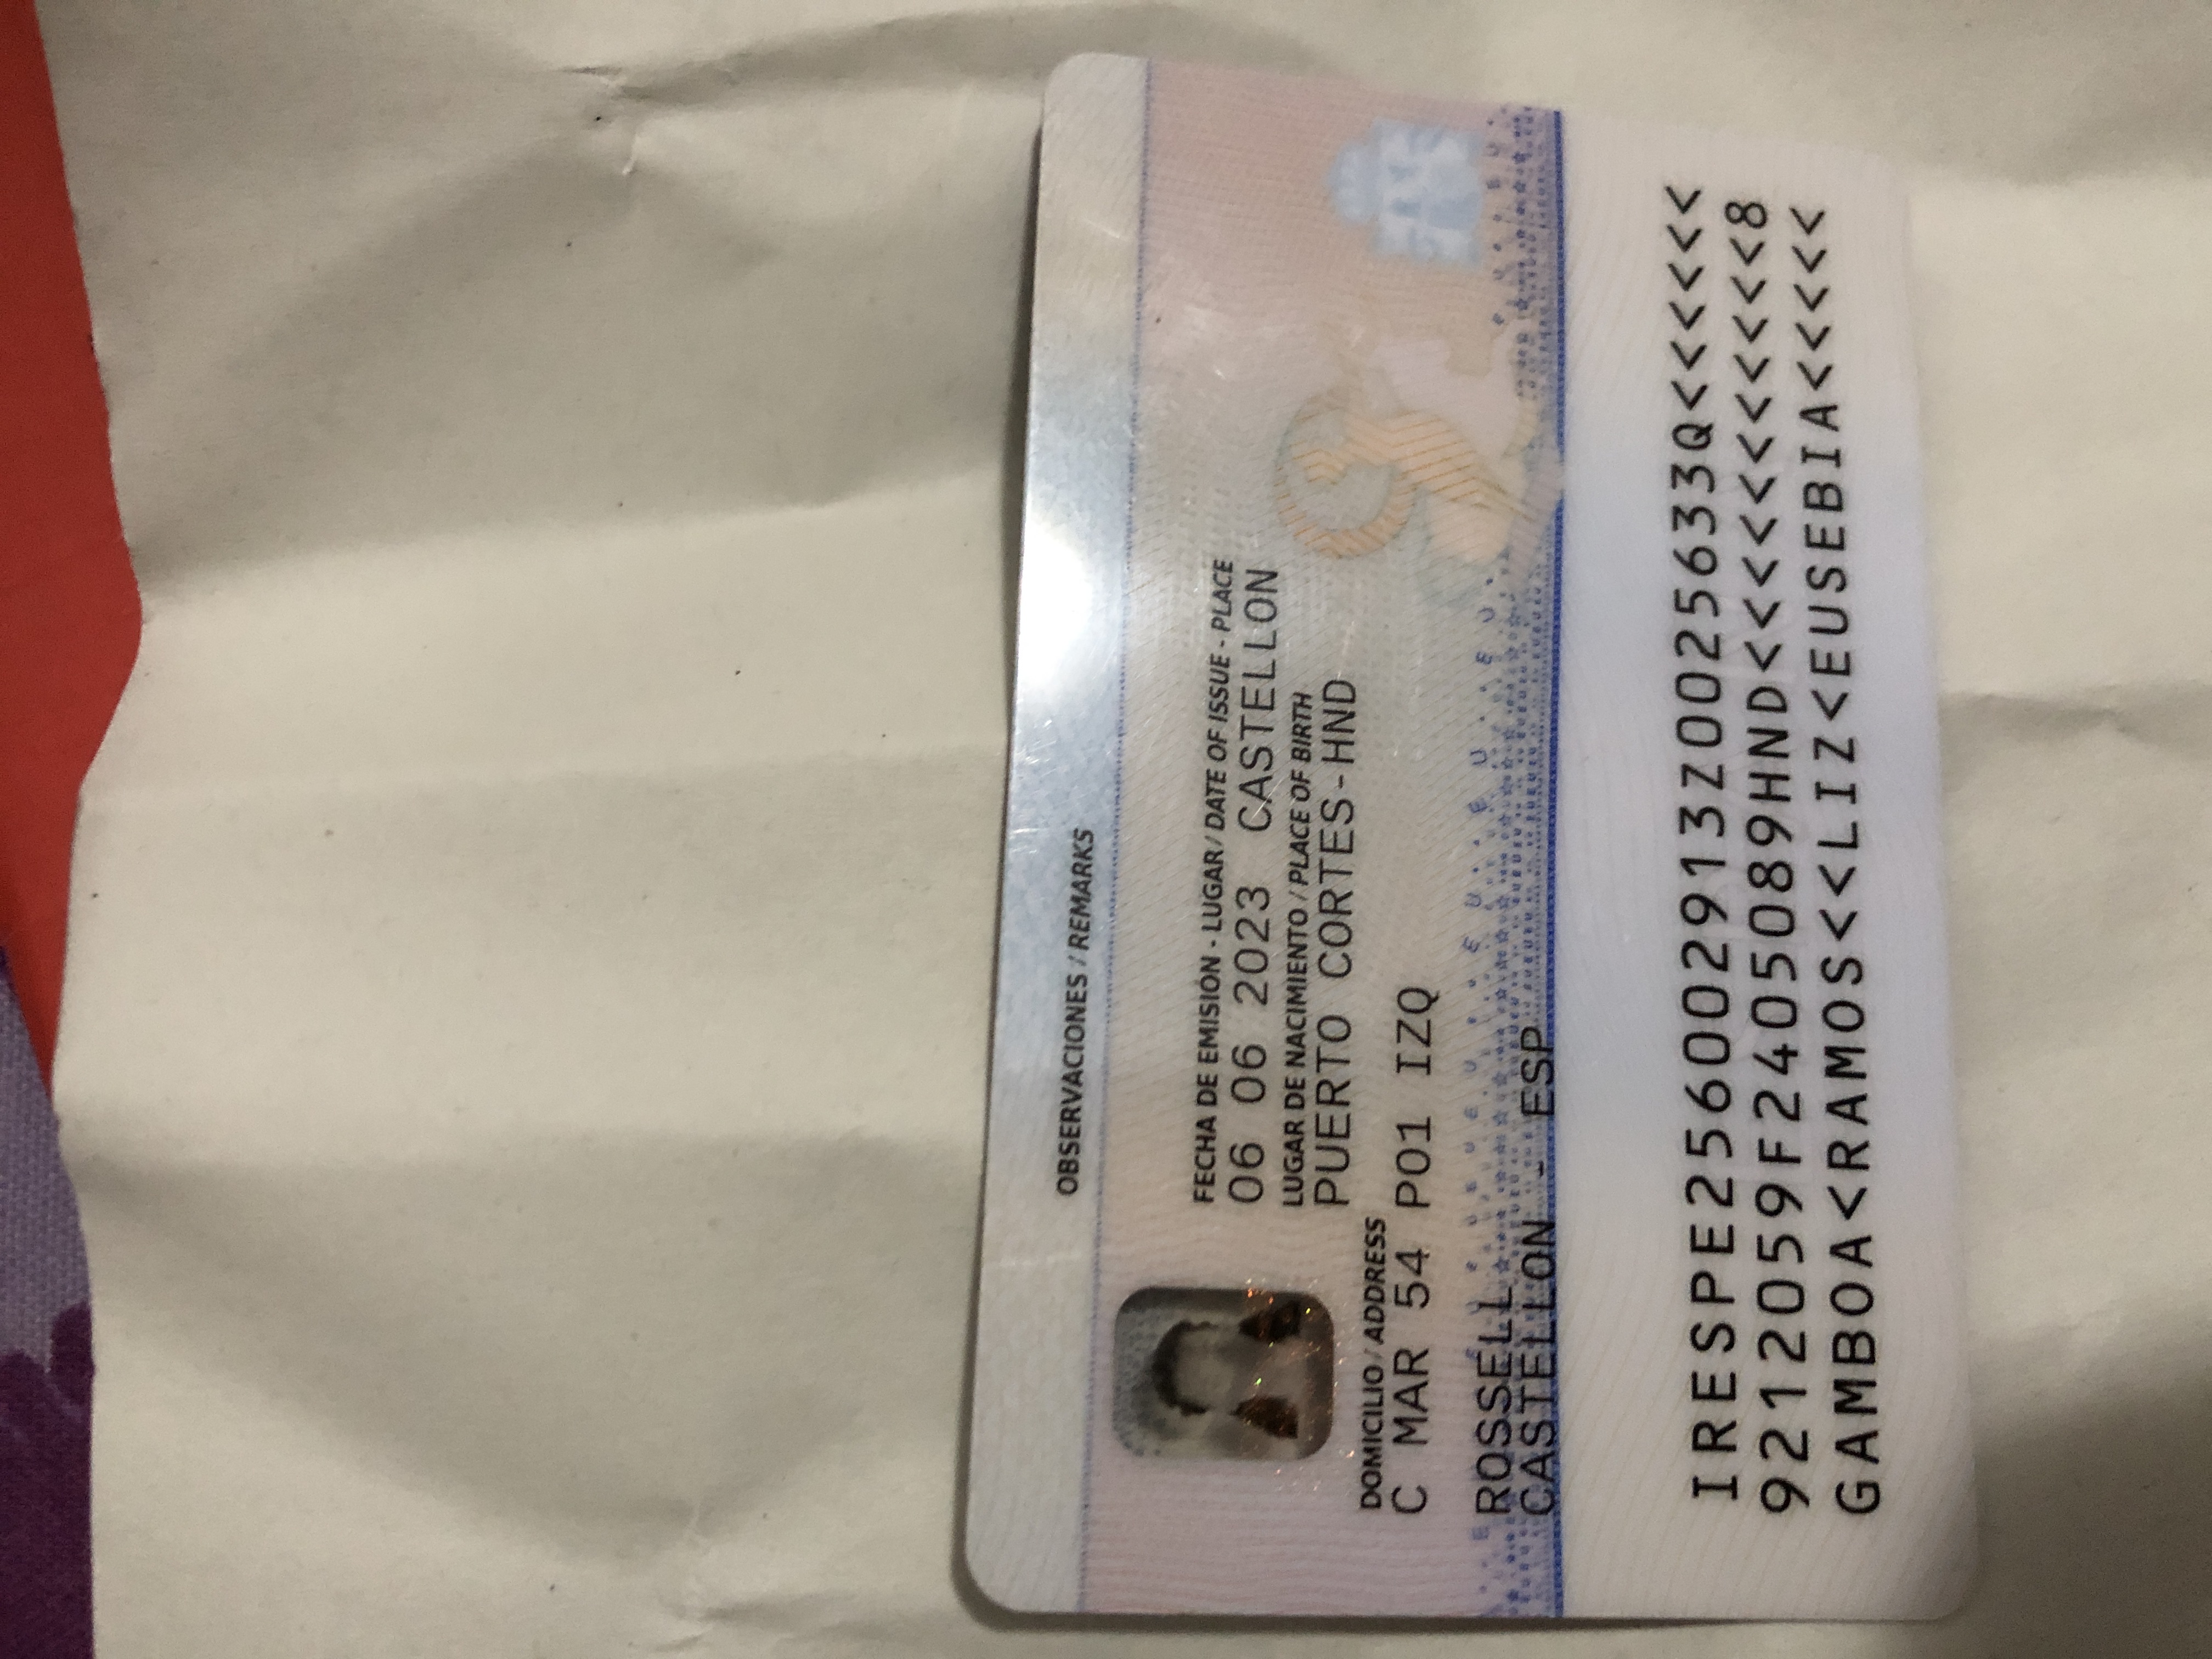 OBSERVACIONES / REMARKS
FECHA DE EMISIÓN - LUGAR / DATE OF ISSUE - PLACE
06 06 2023 CASTELLON
LUGAR DE NACIMIENTO / PLACE OF BIRTH
PUERTO CORTES-HND
DOMICILIO / ADDRESS
C MAR 54 P01 IZQ
ROSSELL
CASTELLON - ESP
IRESPE256002913Z0025633Q<<<<<<
9212059F2405089HND<<<<<<<<<<<8
GAMBOA<RAMOS<<LIZ<EUSEBIA<<<<<